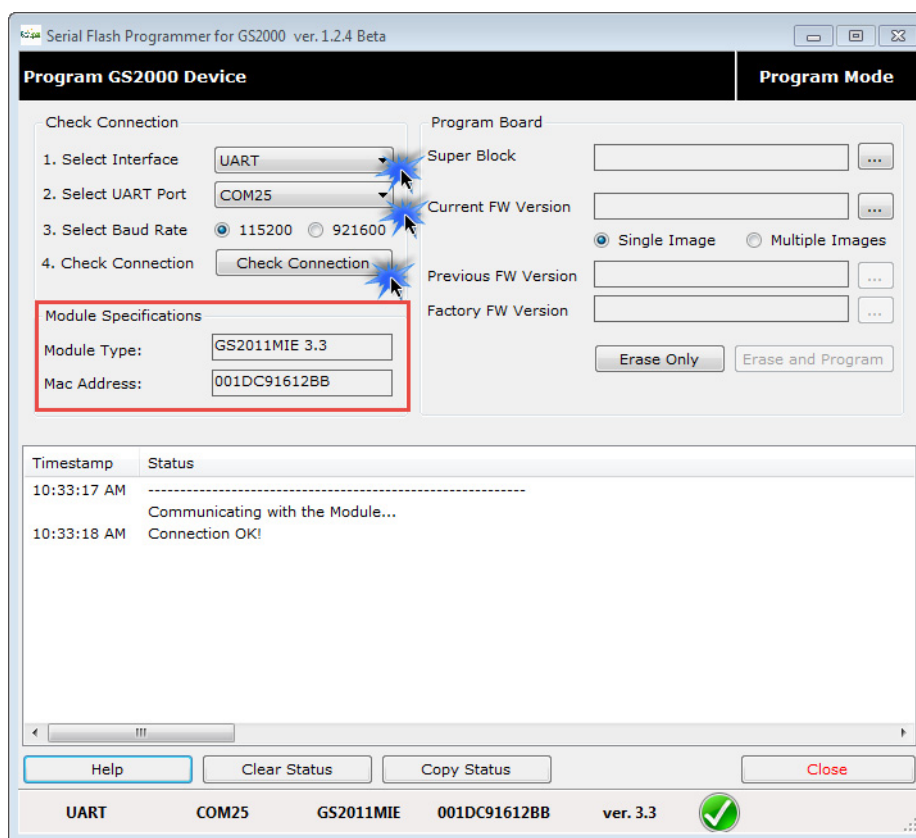 Serial Flash Programmer for GS2000 ver. 1.2.4 Beta
Program GS2000 Device
Program Mode
Check Connection
1. Select Interface
UART
2. Select UART Port
COM25
3. Select Baud Rate
115200
921600
4. Check Connection
Check Connection
Module Specifications
Module Type:
GS2011MIE 3.3
Mac Address:
001DC91612BB
Program Board
Super Block
...
Current FW Version
...
Single Image
Multiple Images
Previous FW Version
...
Factory FW Version
...
Erase Only
Erase and Program
Timestamp
Status
10:33:17 AM
-----------------------------------------------------------
Communicating with the Module...
10:33:18 AM
Connection OK!
Help
Clear Status
Copy Status
Close
UART
COM25
GS2011MIE
001DC91612BB
ver. 3.3